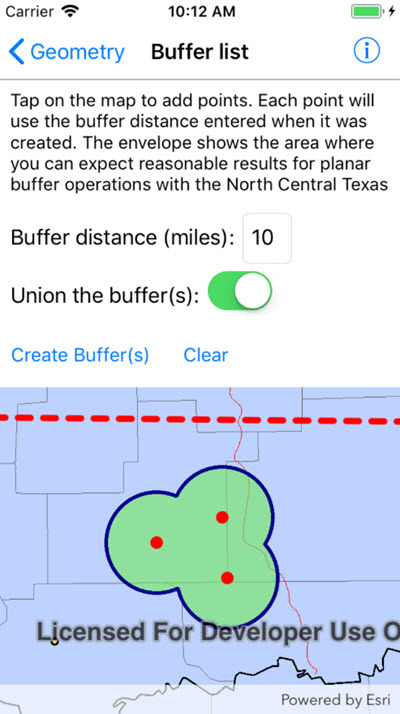 Carrier 10:12 AM
Geometry Buffer list
Tap on the map to add points. Each point will
use the buffer distance entered when it was
created. The envelope shows the area where
you can expect reasonable results for planar
buffer operations with the North Central Texas
Buffer distance (miles): 10
Union the buffer(s):
Create Buffer(s) Clear
Licensed For Developer Use O
Powered by Esri